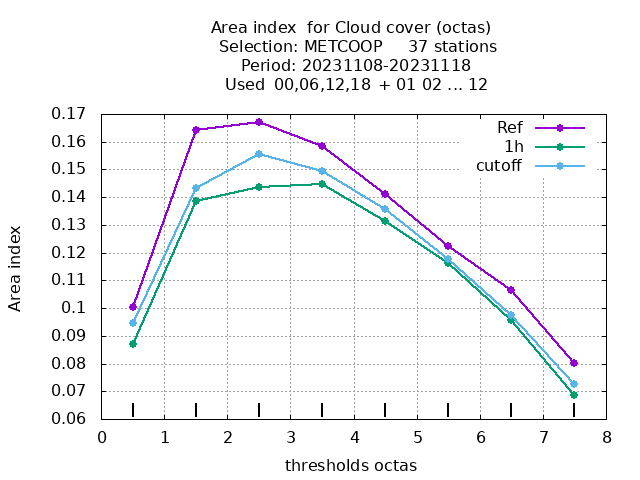 Area index  for Cloud cover (octas)
Selection: METCOOP     37 stations
Period: 20231108-20231118
Used  00,06,12,18  + 01 02 ... 12
Ref
1h
cutoff
Area index
0.17
0.16
0.15
0.14
0.13
0.12
0.11
0.1
0.09
0.08
0.07
0.06
0 1 2 3 4 5 6 7 8
thresholds octas